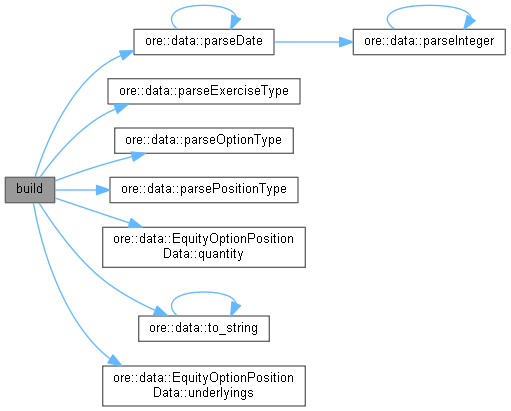 build
ore::data::parseDate
ore::data::parseInteger
ore::data::parseExerciseType
ore::data::parseOptionType
ore::data::parsePositionType
ore::data::EquityOptionPosition
Data::quantity
ore::data::to_string
ore::data::EquityOptionPosition
Data::underlyings